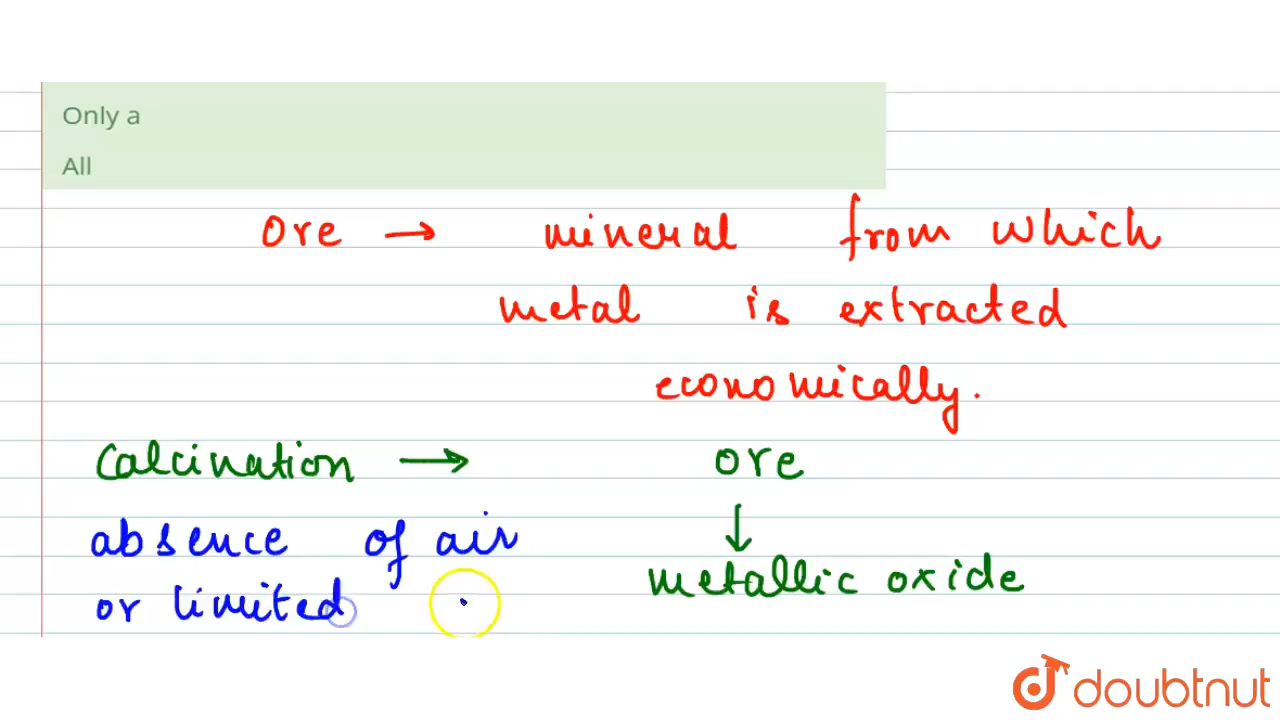 Only a
All
Ore → mineral from which
metal is extracted
economically.
Calcination → ore
↓
absence of air
metallic oxide
or limited
doubtnut